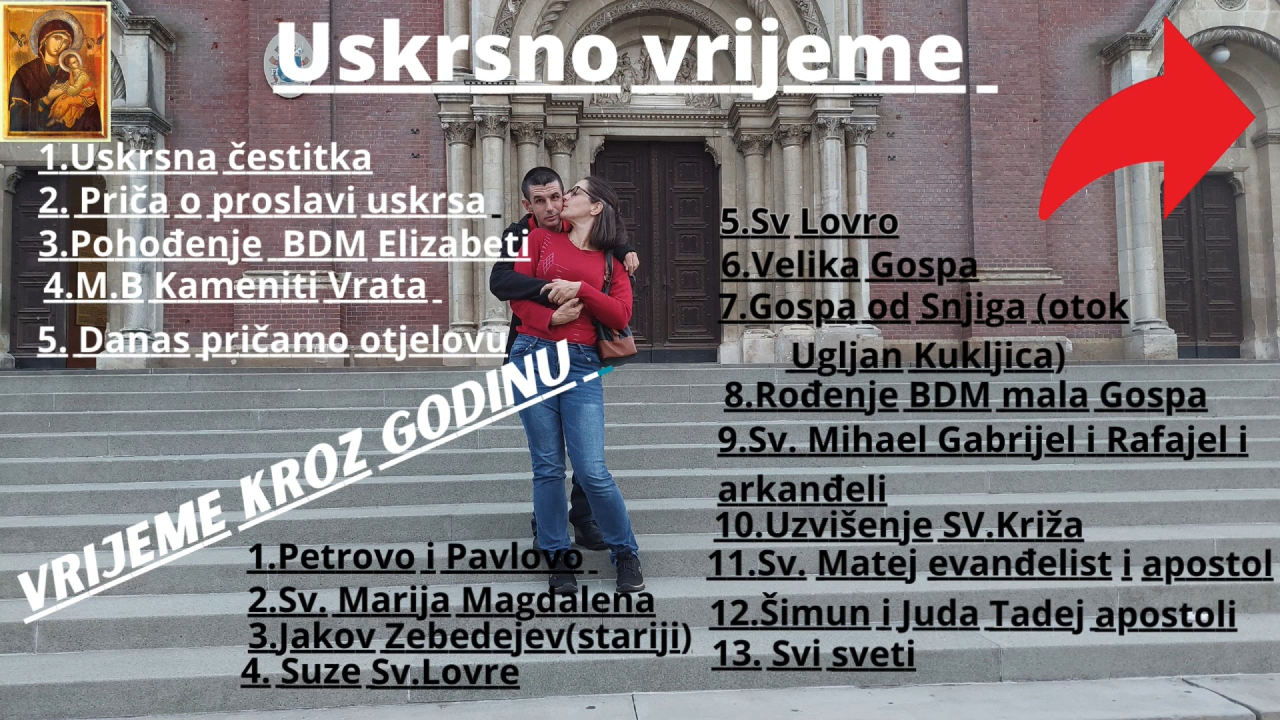 Uskrsno vrijeme
1.Uskrsna čestitka
2. Priča o proslavi uskrsa
3.Pohođenje BDM Elizabeti
4.M.B Kameniti Vrata
5. Danas pričamo otjelovu
VRIJEME KROZ GODINU
1.Petrovo i Pavlovo
2.Sv. Marija Magdalena
3.Jakov Zebedejev(stariji)
4. Suze Sv.Lovre
5.Sv Lovro
6.Velika Gospa
7.Gospa od Snjiga (otok
Ugljan Kukljica)
8.Rođenje BDM mala Gospa
9.Sv. Mihael Gabrijel i Rafajel i
arkanđeli
10.Uzvišenje SV.Križa
11.Sv. Matej evanđelist i apostol
12.Šimun i Juda Tadej apostoli
13. Svi sveti